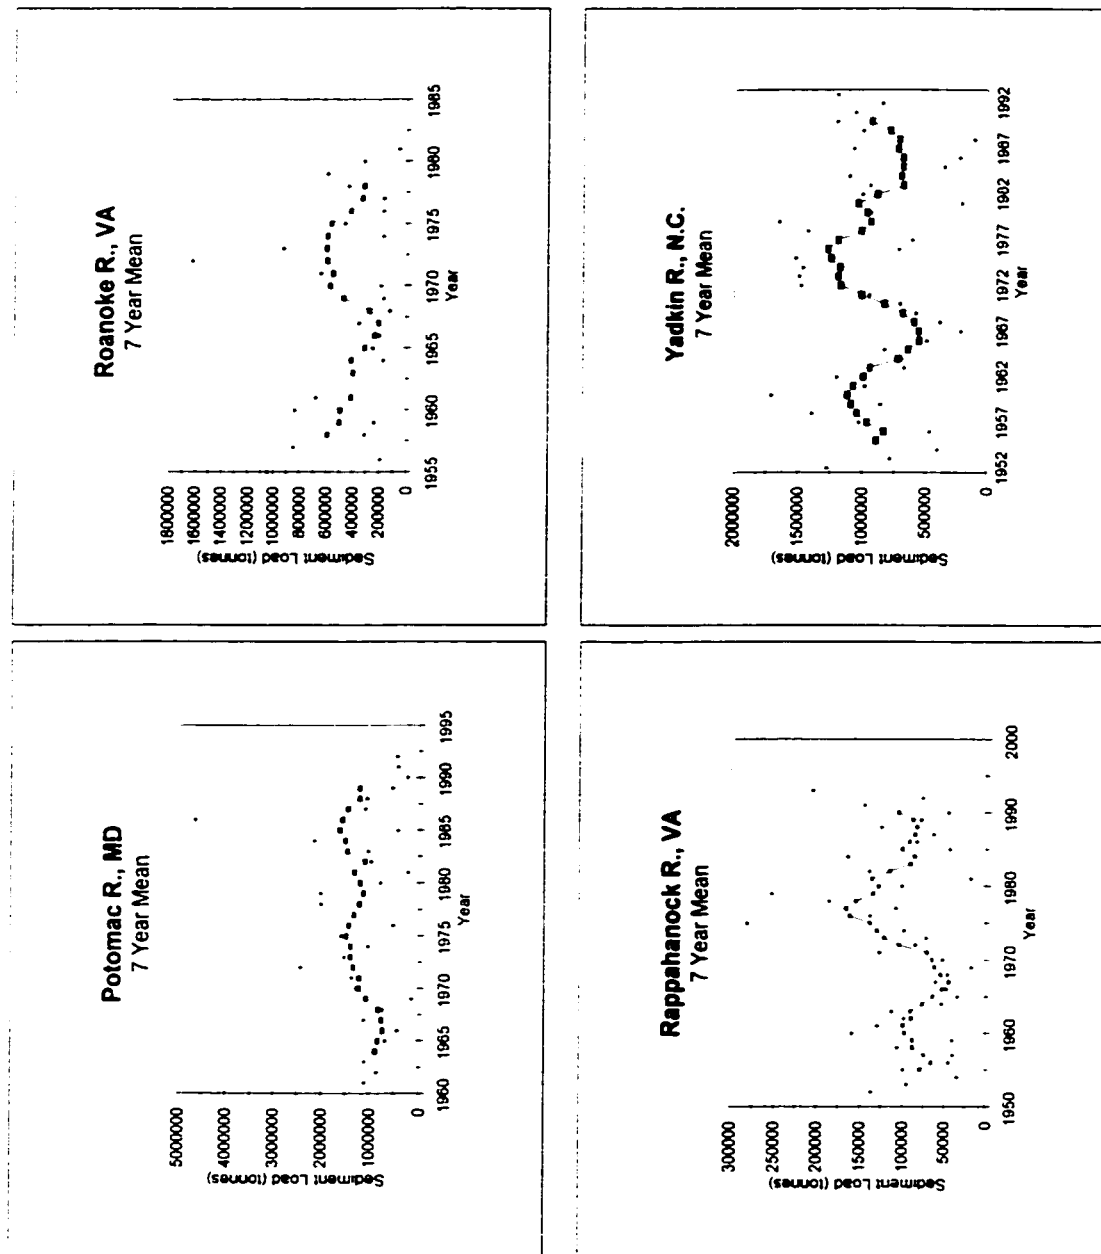 Potomac R., MD
7 Year Mean
Sediment Load (tonnes)
5000000
4000000
3000000
2000000
1000000
0
1960 1965 1970 1975 1980 1985 1990 1995
Year
Roanoke R., VA
7 Year Mean
Sediment Load (tonnes)
1800000
1600000
1400000
1200000
1000000
800000
600000
400000
200000
0
1955 1960 1965 1970 1975 1980 1985
Year
Rappahanock R., VA
7 Year Mean
Sediment Load (tonnes)
300000
250000
200000
150000
100000
50000
0
1950 1960 1970 1980 1990 2000
Year
Yadkin R., N.C.
7 Year Mean
Sediment Load (tonnes)
2000000
1500000
1000000
500000
0
1952 1957 1962 1967 1972 1977 1982 1987 1992
Year